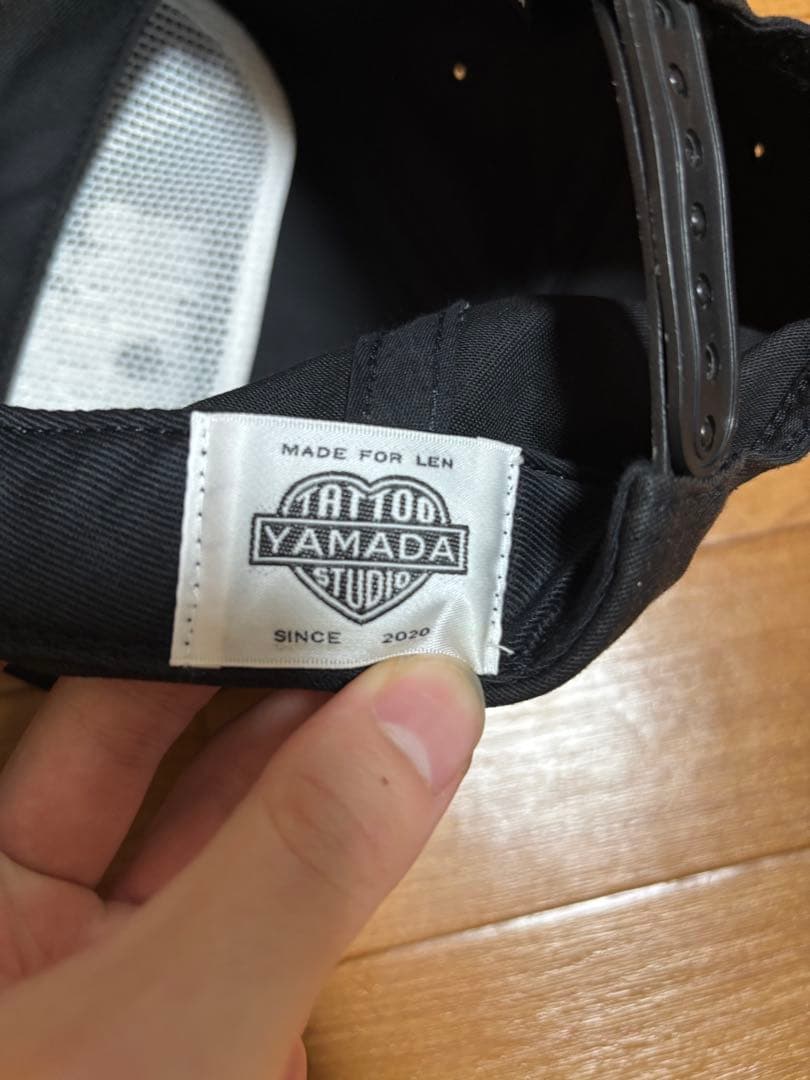 MADE FOR LEN
TATTOO
YAMADA
STUDIO
SINCE 2020